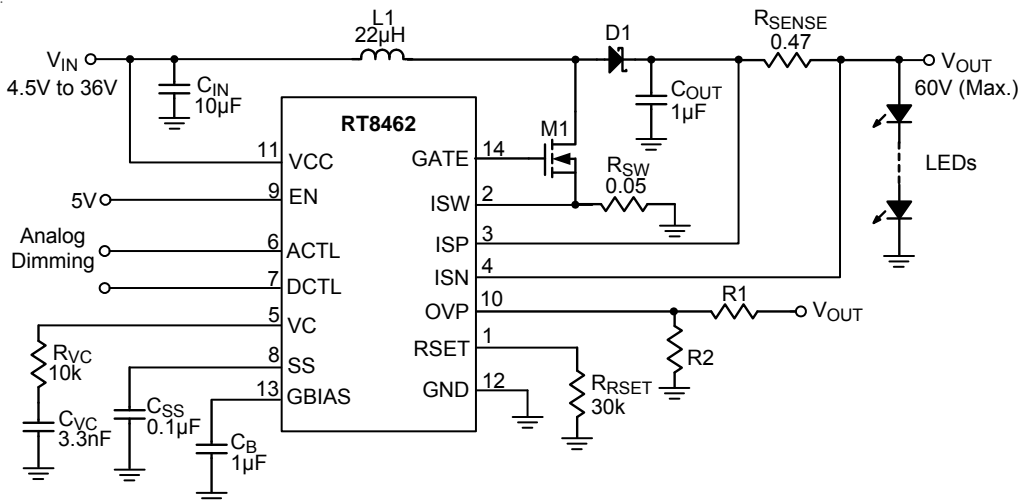 L1
22µH
D1
RSENSE
0.47
VIN
4.5V to 36V
CIN
10µF
COUT
1µF
VOUT
60V (Max.)
RT8462
M1
LEDs
11
VCC
GATE
14
RSW
0.05
5V
9
EN
ISW
2
Analog
Dimming
6
ACTL
ISP
3
7
DCTL
ISN
4
5
VC
OVP
10
R1
VOUT
RVC
10k
8
SS
RSET
1
R2
13
GBIAS
GND
12
RRSET
30k
CVC
3.3nF
CSS
0.1µF
CB
1µF